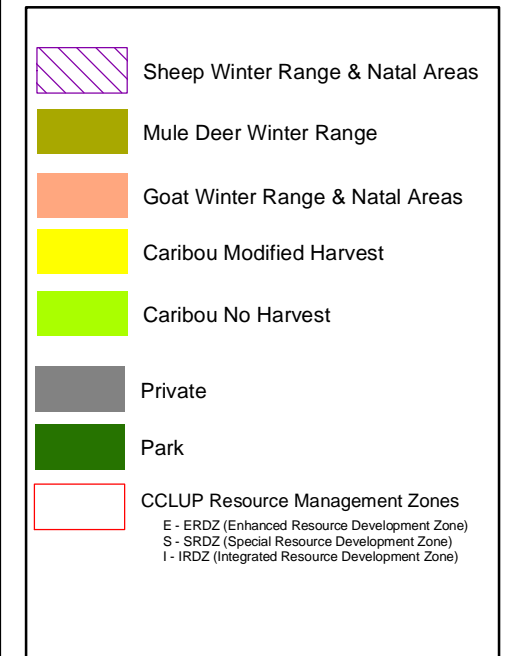 Sheep Winter Range & Natal Areas
Mule Deer Winter Range
Goat Winter Range & Natal Areas
Caribou Modified Harvest
Caribou No Harvest
Private
Park
CCLUP Resource Management Zones
E - ERDZ (Enhanced Resource Development Zone)
S - SRDZ (Special Resource Development Zone)
I - IRDZ (Integrated Resource Development Zone)